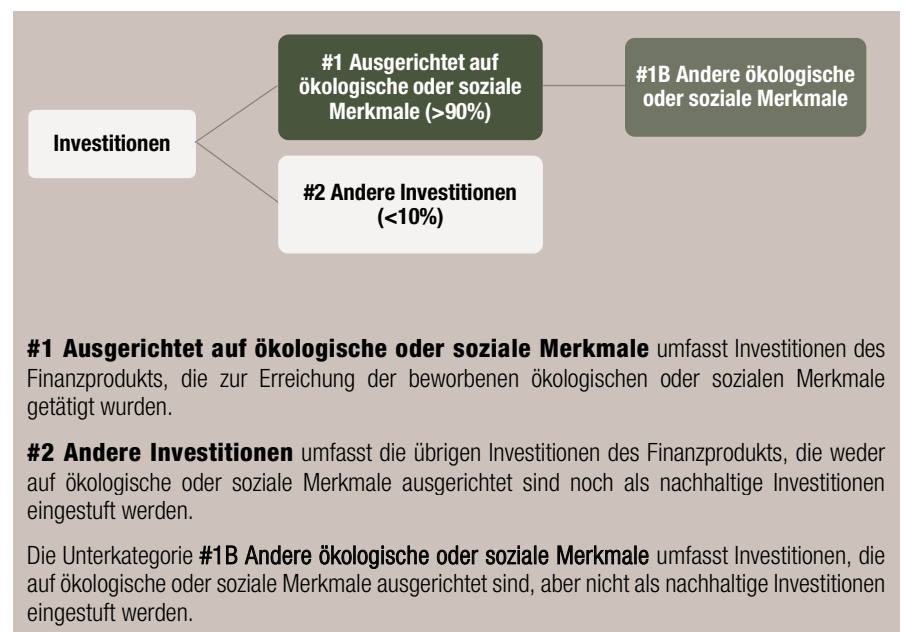 #1 Ausgerichtet auf
ökologische oder soziale
Merkmale (>90%)
#1B Andere ökologische
oder soziale Merkmale
Investitionen
#2 Andere Investitionen
(<10%)
#1 Ausgerichtet auf ökologische oder soziale Merkmale umfasst Investitionen des
Finanzprodukts, die zur Erreichung der beworbenen ökologischen oder sozialen Merkmale
getätigt wurden.
#2 Andere Investitionen umfasst die übrigen Investitionen des Finanzprodukts, die weder
auf ökologische oder soziale Merkmale ausgerichtet sind noch als nachhaltige Investitionen
eingestuft werden.
Die Unterkategorie #1B Andere ökologische oder soziale Merkmale umfasst Investitionen, die
auf ökologische oder soziale Merkmale ausgerichtet sind, aber nicht als nachhaltige Investitionen
eingestuft werden.